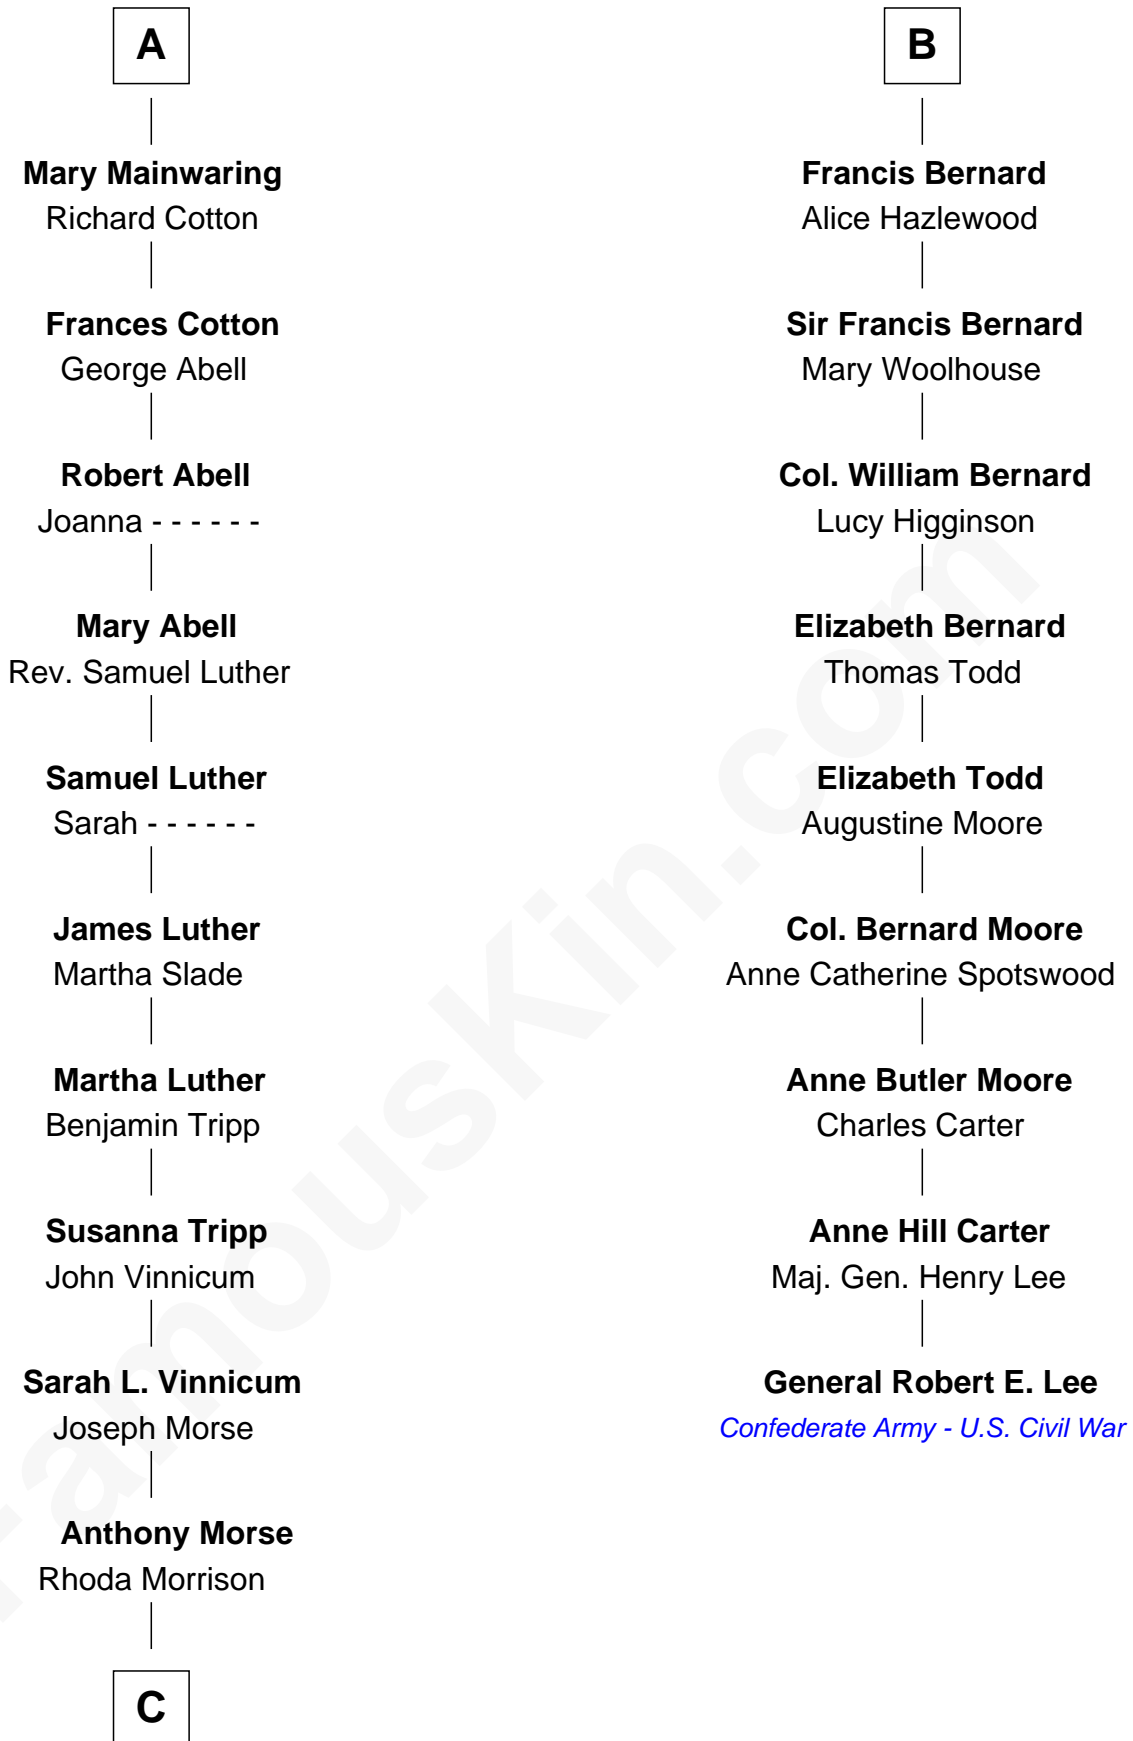 A
Mary Mainwaring
Richard Cotton
Frances Cotton
George Abell
Robert Abell
Joanna - - - - - -
Mary Abell
Rev. Samuel Luther
Samuel Luther
Sarah - - - - - -
James Luther
Martha Slade
Martha Luther
Benjamin Tripp
Susanna Tripp
John Vinnicum
Sarah L. Vinnicum
Joseph Morse
Anthony Morse
Rhoda Morrison
C
B
Francis Bernard
Alice Hazlewood
Sir Francis Bernard
Mary Woolhouse
Col. William Bernard
Lucy Higginson
Elizabeth Bernard
Thomas Todd
Elizabeth Todd
Augustine Moore
Col. Bernard Moore
Anne Catherine Spotswood
Anne Butler Moore
Charles Carter
Anne Hill Carter
Maj. Gen. Henry Lee
General Robert E. Lee
Confederate Army - U.S. Civil War
FamousKin.com